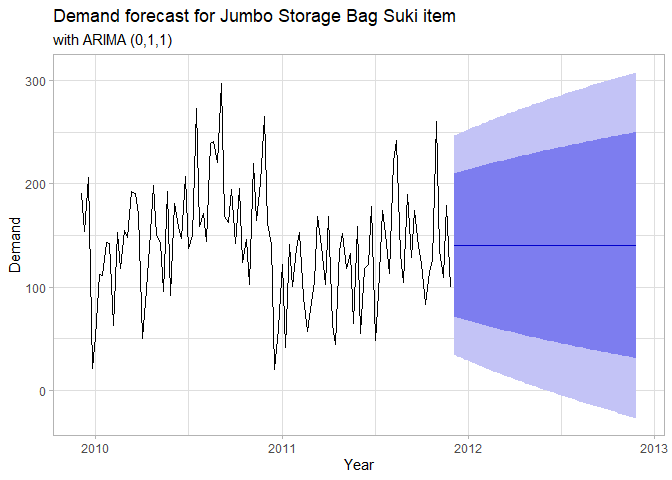 Demand forecast for Jumbo Storage Bag Suki item
with ARIMA (0,1,1)
300
200
100
0
Demand
2010
2011
2012
2013
Year